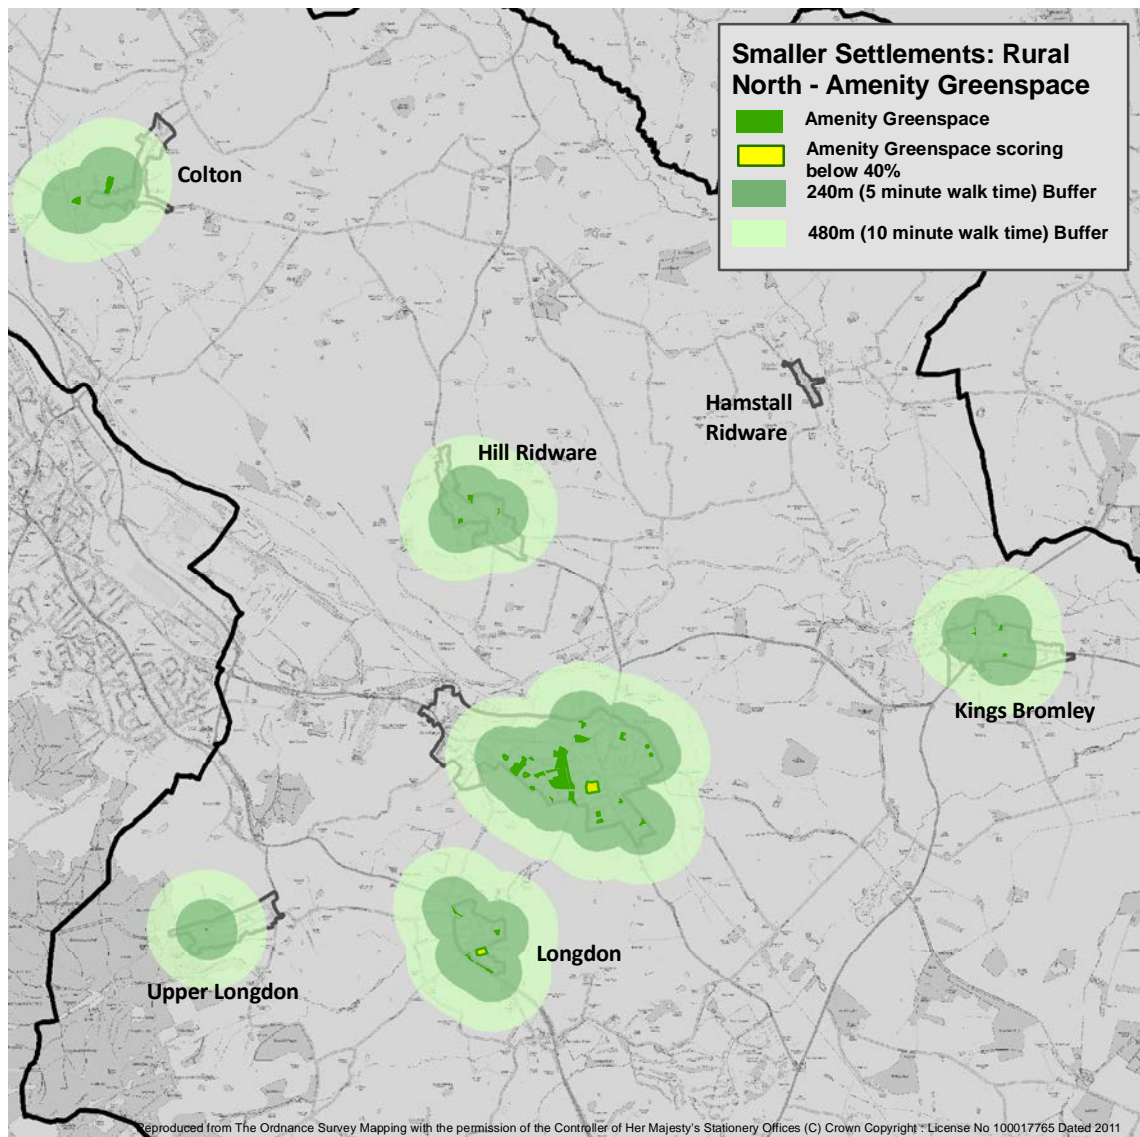 Smaller Settlements: Rural
North - Amenity Greenspace
Amenity Greenspace
Amenity Greenspace scoring
below 40%
240m (5 minute walk time) Buffer
480m (10 minute walk time) Buffer
Colton
Hamstall
Ridware
Hill Ridware
Kings Bromley
Longdon
Upper Longdon
Reproduced from The Ordnance Survey Mapping with the permission of the Controller of Her Majesty's Stationery Offices (C) Crown Copyright : License No 100017765 Dated 2011